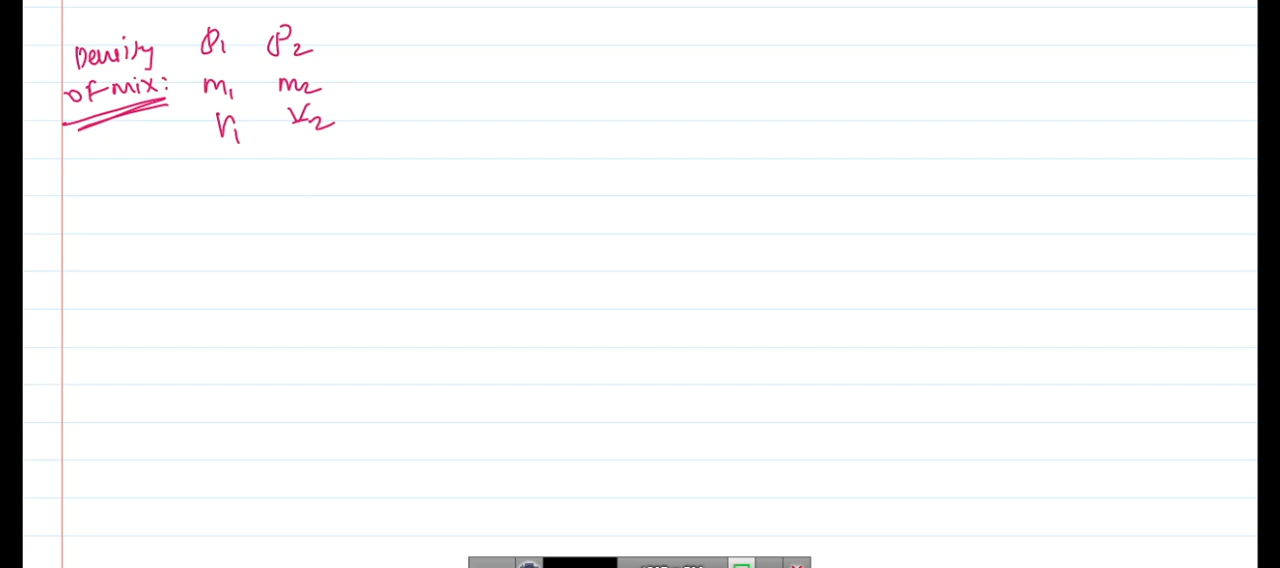 Density ρ₁ ρ₂
of mix: m₁ m₂
V₁ V₂